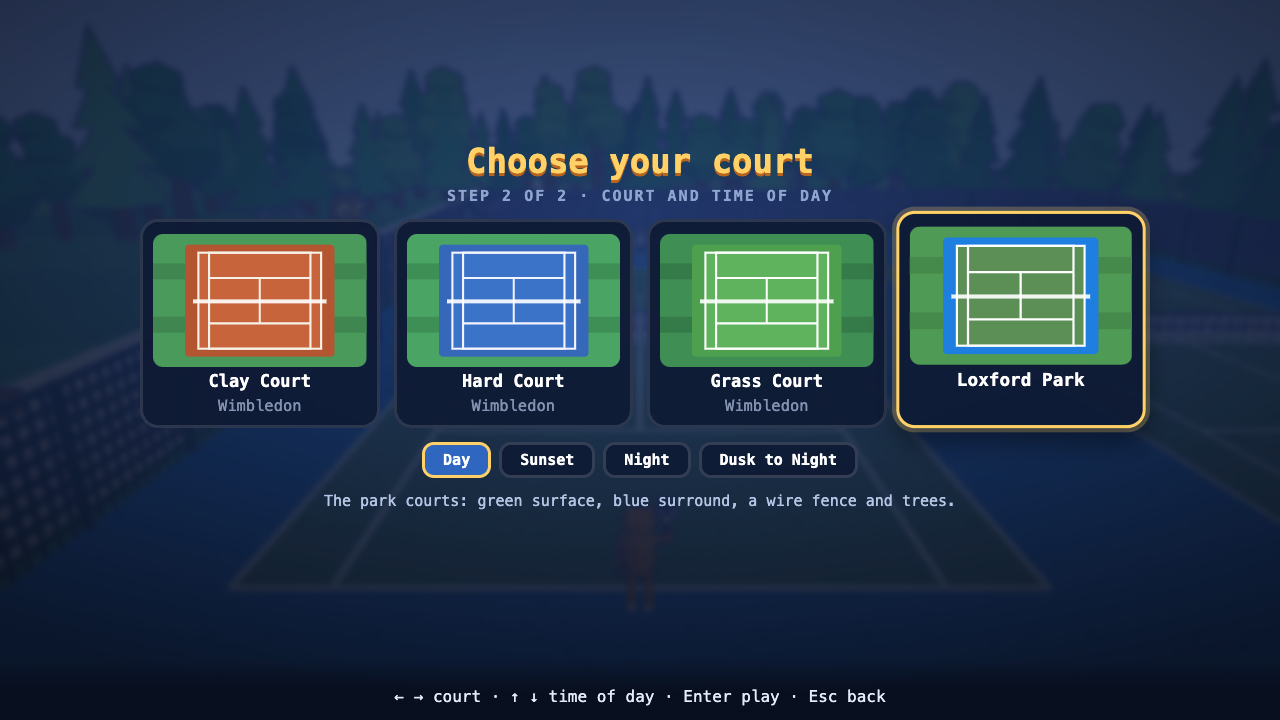 Choose your court
STEP 2 OF 2 · COURT AND TIME OF DAY
Clay Court
Wimbledon
Hard Court
Wimbledon
Grass Court
Wimbledon
Loxford Park
Day
Sunset
Night
Dusk to Night
The park courts: green surface, blue surround, a wire fence and trees.
← → court · ↑ ↓ time of day · Enter play · Esc back